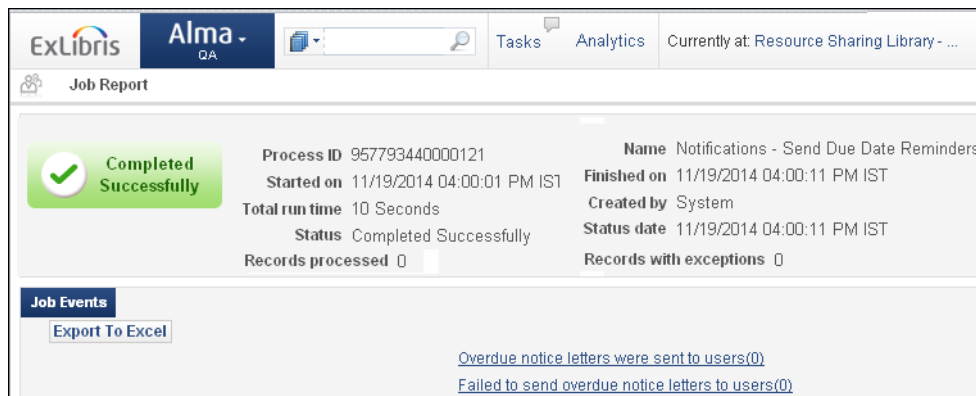 ExLibris Alma QA Tasks Analytics Currently at: Resource Sharing Library - ...
Job Report
Completed Successfully
Process ID 957793440000121
Started on 11/19/2014 04:00:01 PM IST
Total run time 10 Seconds
Status Completed Successfully
Records processed 0
Name Notifications - Send Due Date Reminders
Finished on 11/19/2014 04:00:11 PM IST
Created by System
Status date 11/19/2014 04:00:11 PM IST
Records with exceptions 0
Job Events
Export To Excel
Overdue notice letters were sent to users(0)
Failed to send overdue notice letters to users(0)